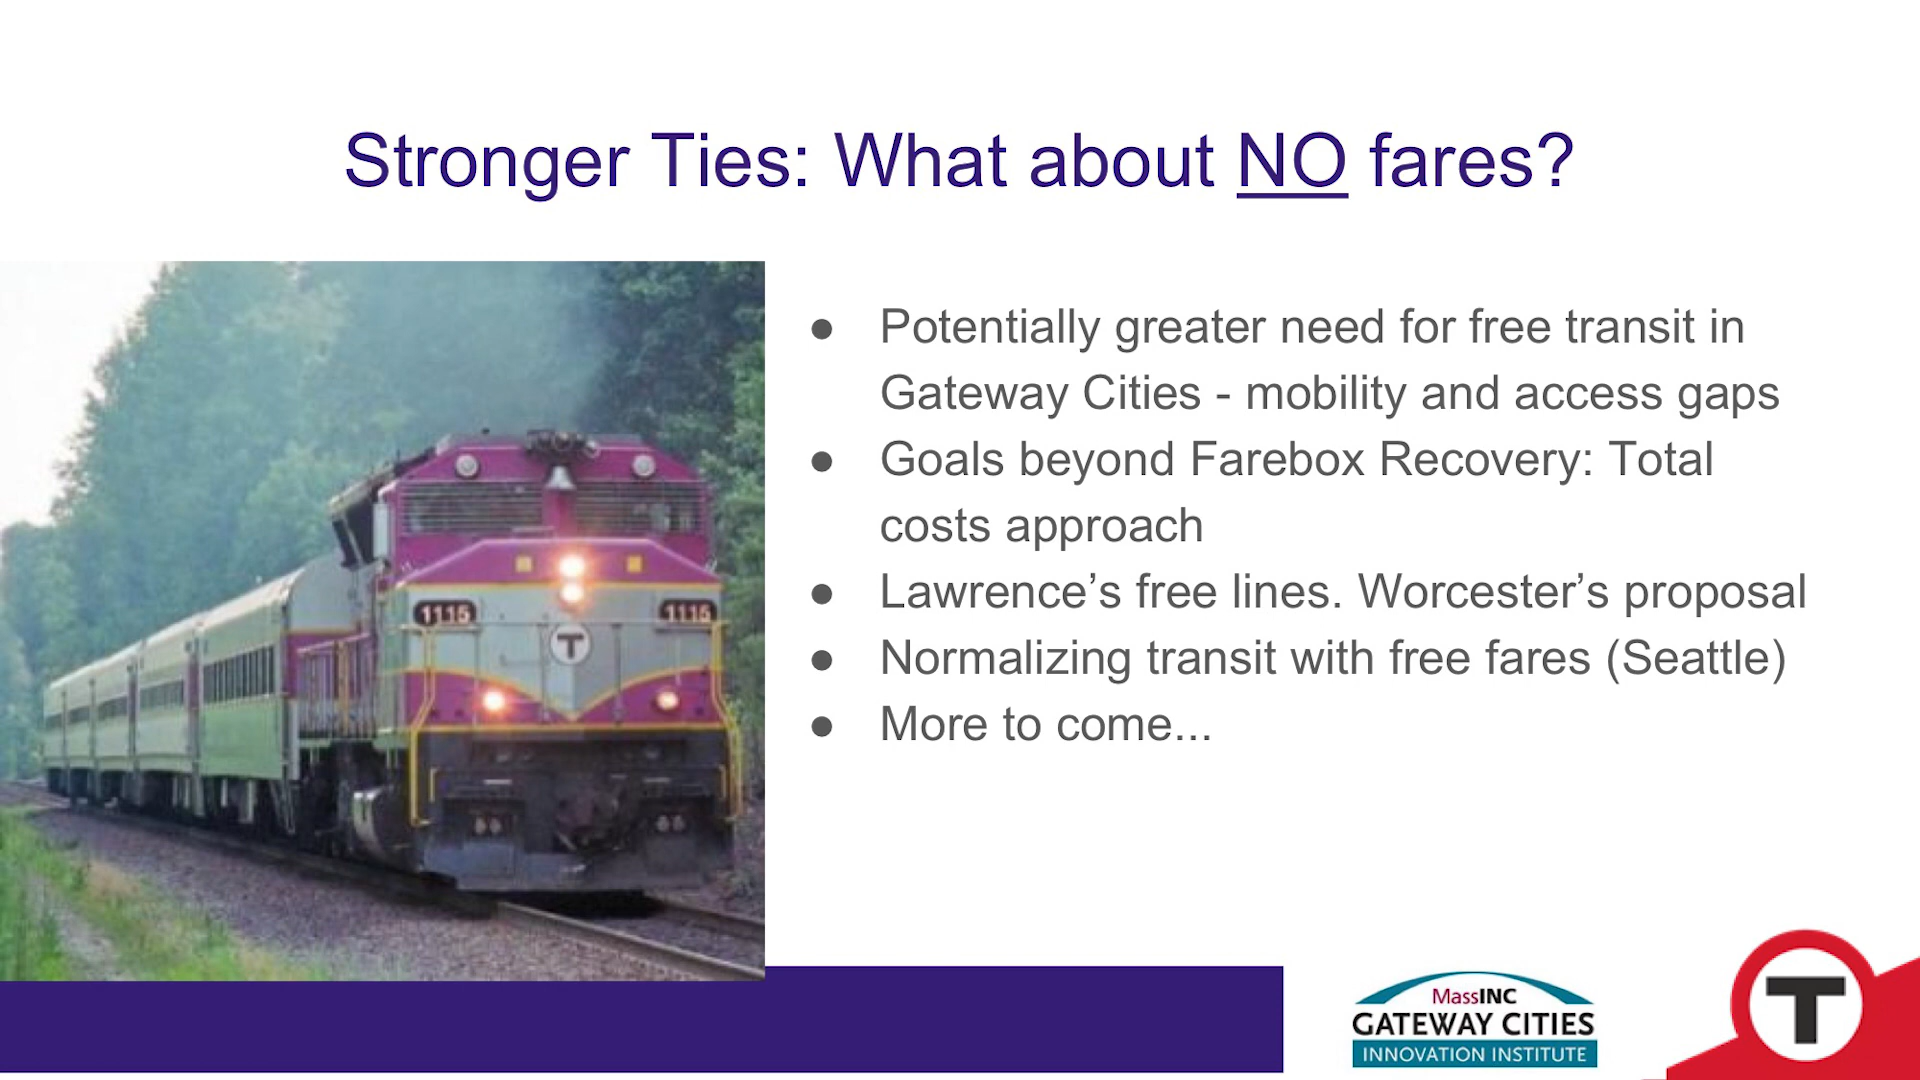 Stronger Ties: What about NO fares?
● Potentially greater need for free transit in
Gateway Cities - mobility and access gaps
● Goals beyond Farebox Recovery: Total
costs approach
● Lawrence’s free lines. Worcester’s proposal
● Normalizing transit with free fares (Seattle)
● More to come...
1115
1115
T
MassINC
GATEWAY CITIES
INNOVATION INSTITUTE
T